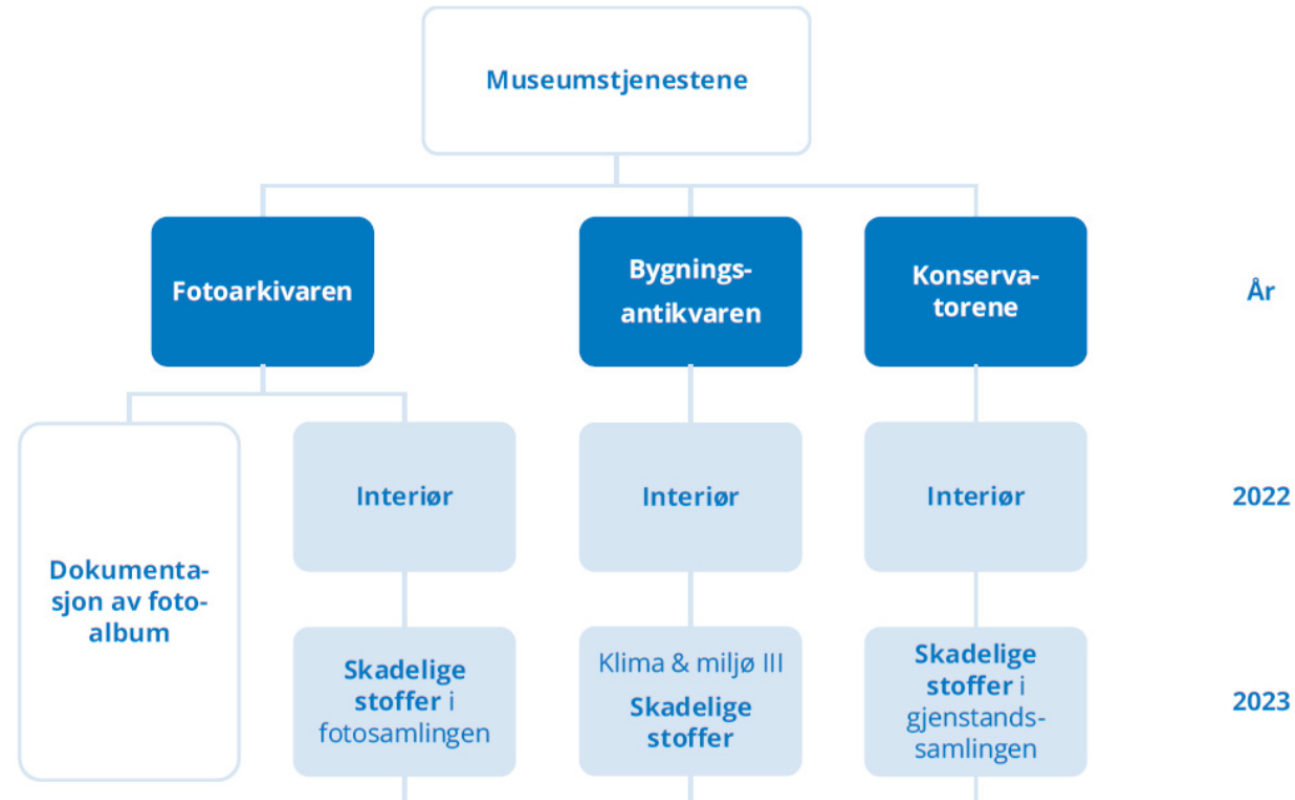 Museumstjenestene
Fotoarkivaren
Bygnings-
antikvaren
Konserva-
torene
År
Interiør
Interiør
Interiør
2022
Dokumenta-
sjon av foto-
album
Skadelige
stoffer i
fotosamlingen
Klima & miljø III
Skadelige
stoffer
Skadelige
stoffer i
gjenstands-
samlingen
2023